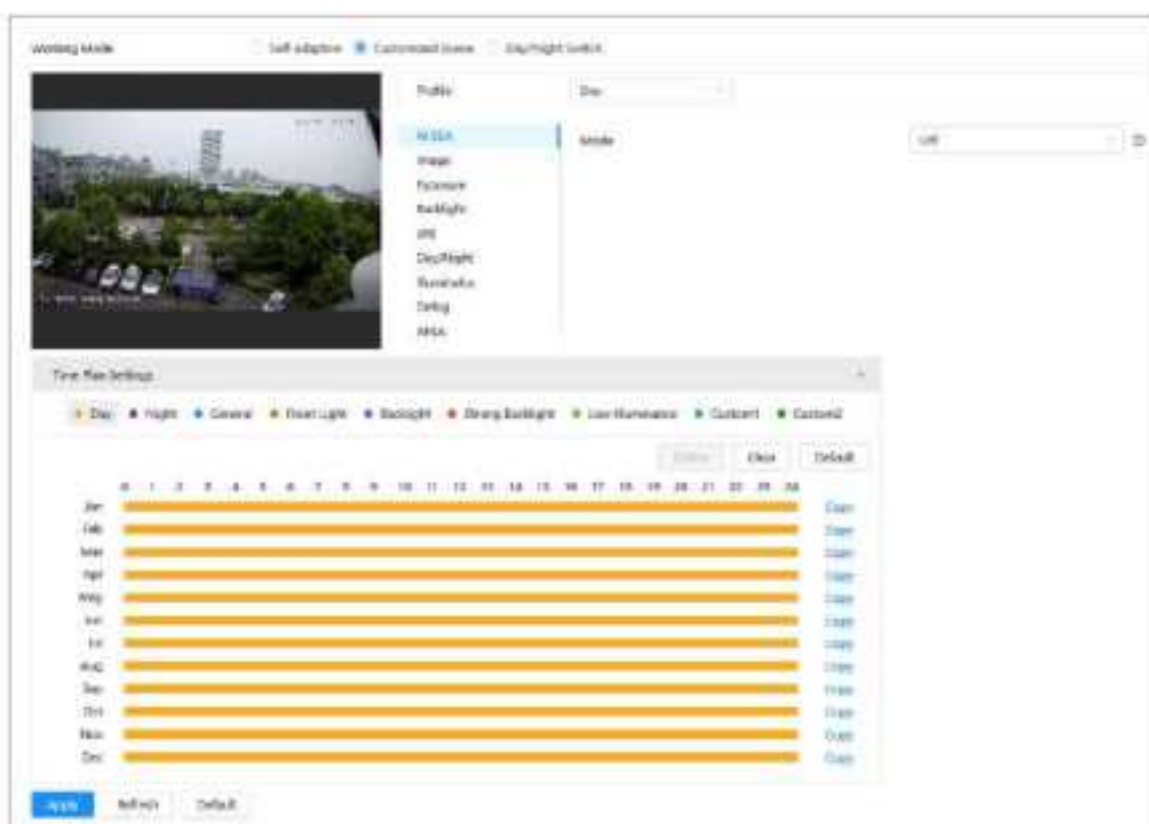 Working Mode Self-adaptive Customized Scene Day/Night Switch
Profile Day
Mode Off
Image
Exposure
Backlight
WB
Day/Night
Illuminator
Defog
Time Plan Settings
Day Night General Front Light Backlight Strong Backlight Low Illuminance Custom1 Custom2
Clear Default
0 1 2 3 4 5 6 7 8 9 10 11 12 13 14 15 16 17 18 19 20 21 22 23 24
Jan Copy
Feb Copy
Mar Copy
Apr Copy
May Copy
Jun Copy
Jul Copy
Aug Copy
Sep Copy
Oct Copy
Nov Copy
Dec Copy
Apply Refresh Default